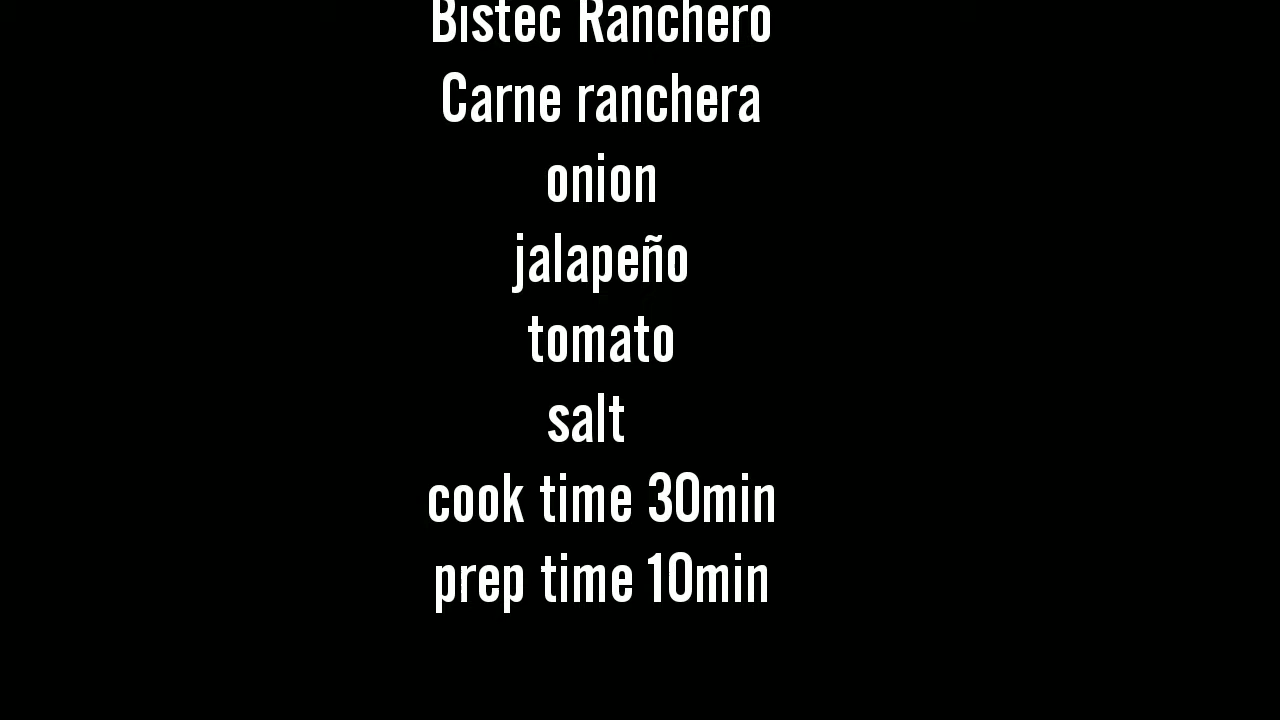 Bistec Ranchero
Carne ranchera
onion
jalapeño
tomato
salt
cook time 30min
prep time 10min